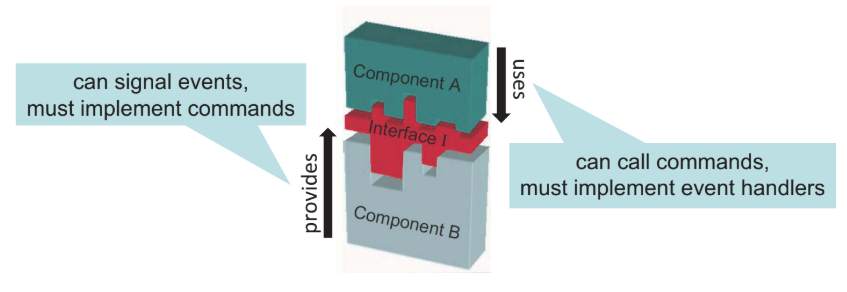 can signal events,
must implement commands
Component A
uses
Interface I
can call commands,
must implement event handlers
provides
Component B